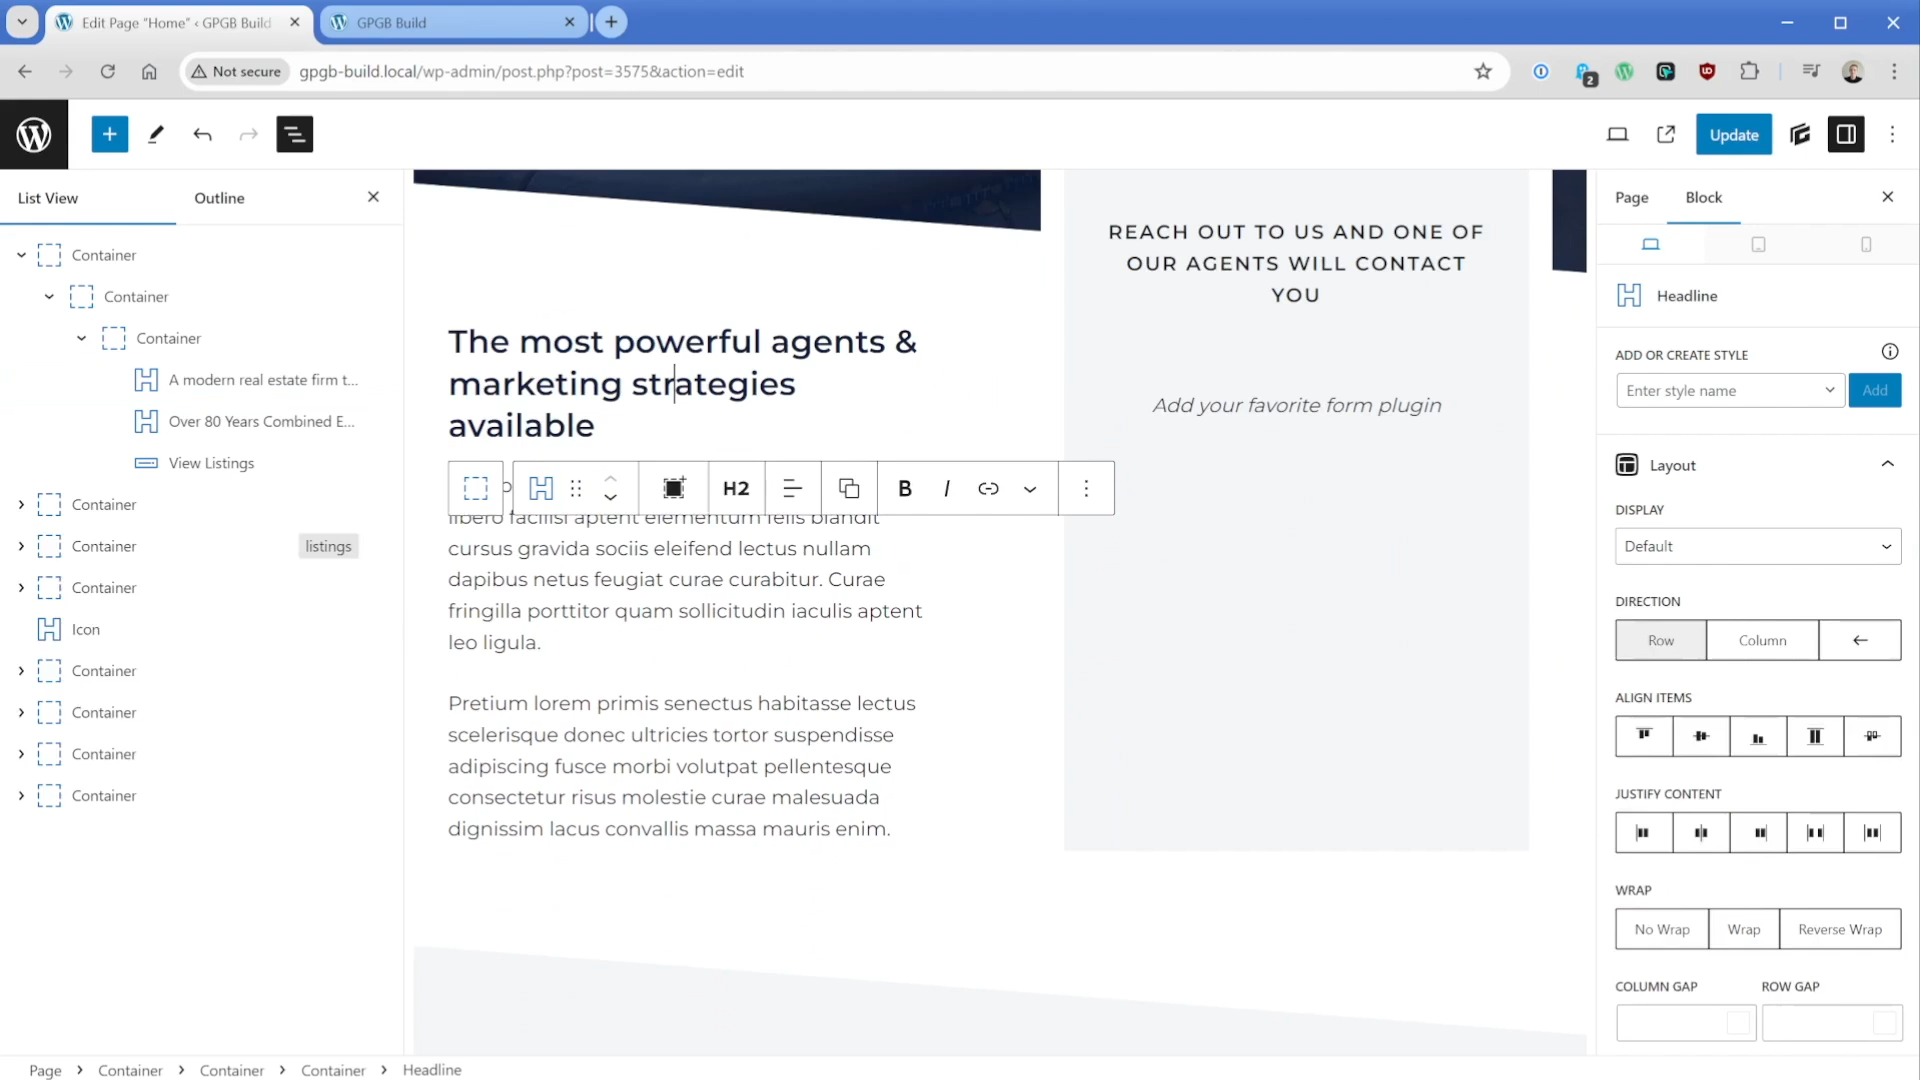 Edit Page “Home” ‹ GPGB Build
GPGB Build
Not secure
gpgb-build.local/wp-admin/post.php?post=3575&action=edit
2
Update
List View
Outline
Page
Block
Container
Container
Container
A modern real estate firm t...
Over 80 Years Combined E...
View Listings
Container
Container
listings
Container
Icon
Container
Container
Container
Container
The most powerful agents &
marketing strategies
available
H2
B
I
libero facilisi aptent elementum felis blandit
cursus gravida sociis eleifend lectus nullam
dapibus netus feugiat curae curabitur. Curae
fringilla porttitor quam sollicitudin iaculis aptent
leo ligula.
Pretium lorem primis senectus habitasse lectus
scelerisque donec ultricies tortor suspendisse
adipiscing fusce morbi volutpat pellentesque
consectetur risus molestie curae malesuada
dignissim lacus convallis massa mauris enim.
REACH OUT TO US AND ONE OF
OUR AGENTS WILL CONTACT
YOU
Add your favorite form plugin
Headline
ADD OR CREATE STYLE
Enter style name
Add
Layout
DISPLAY
Default
DIRECTION
Row
Column
ALIGN ITEMS
JUSTIFY CONTENT
WRAP
No Wrap
Wrap
Reverse Wrap
COLUMN GAP
ROW GAP
Page
Container
Container
Container
Headline